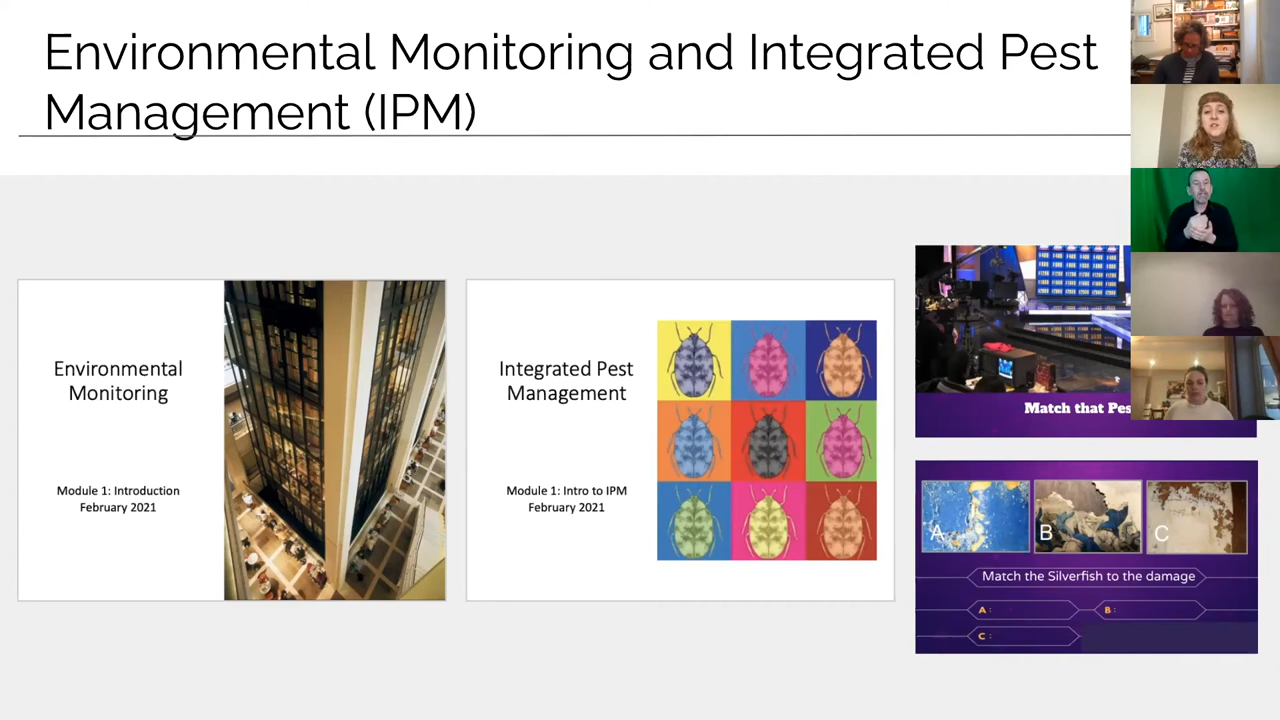 Environmental Monitoring and Integrated Pest
Management (IPM)
Environmental
Monitoring
Module 1: Introduction
February 2021
Integrated Pest
Management
Module 1: Intro to IPM
February 2021
Match that Pes
A
B
C
Match the Silverfish to the damage
A :
B :
C :